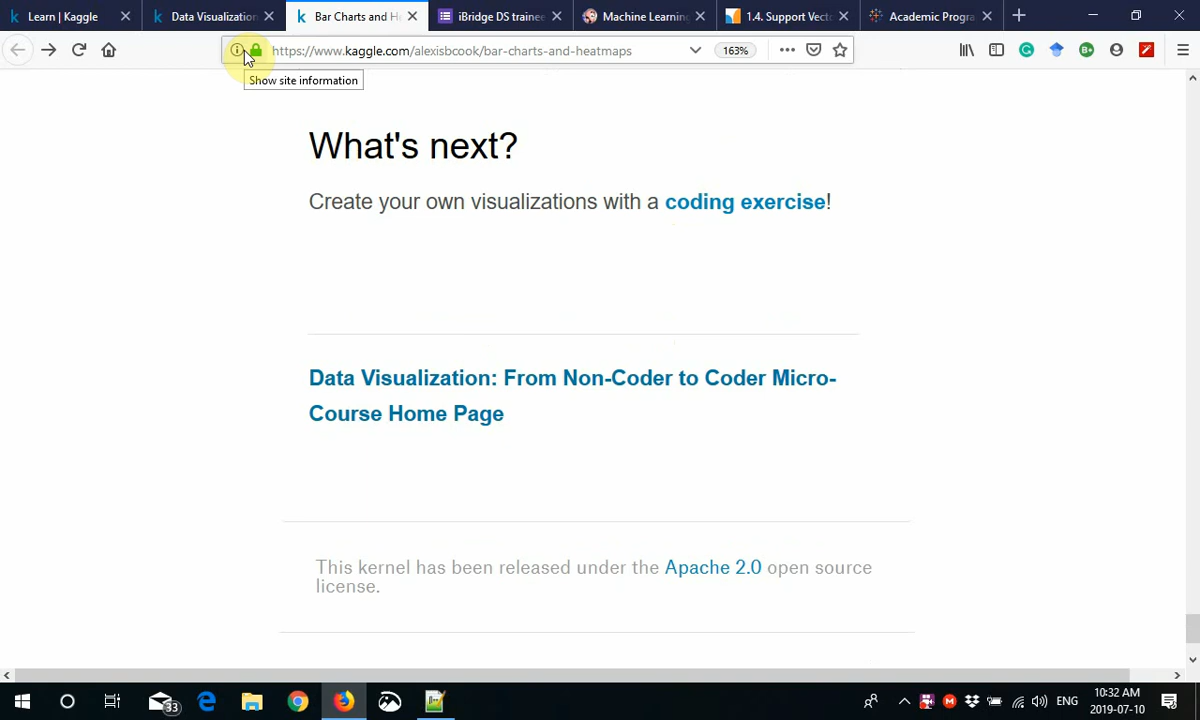 Learn | Kaggle
Data Visualization
Bar Charts and He
iBridge DS trainee
Machine Learning
1.4. Support Vecto
Academic Progra
https://www.kaggle.com/alexisbcook/bar-charts-and-heatmaps
163%
Show site information
What's next?
Create your own visualizations with a coding exercise!
Data Visualization: From Non-Coder to Coder Micro-
Course Home Page
This kernel has been released under the Apache 2.0 open source
license.
33
ENG
10:32 AM
2019-07-10